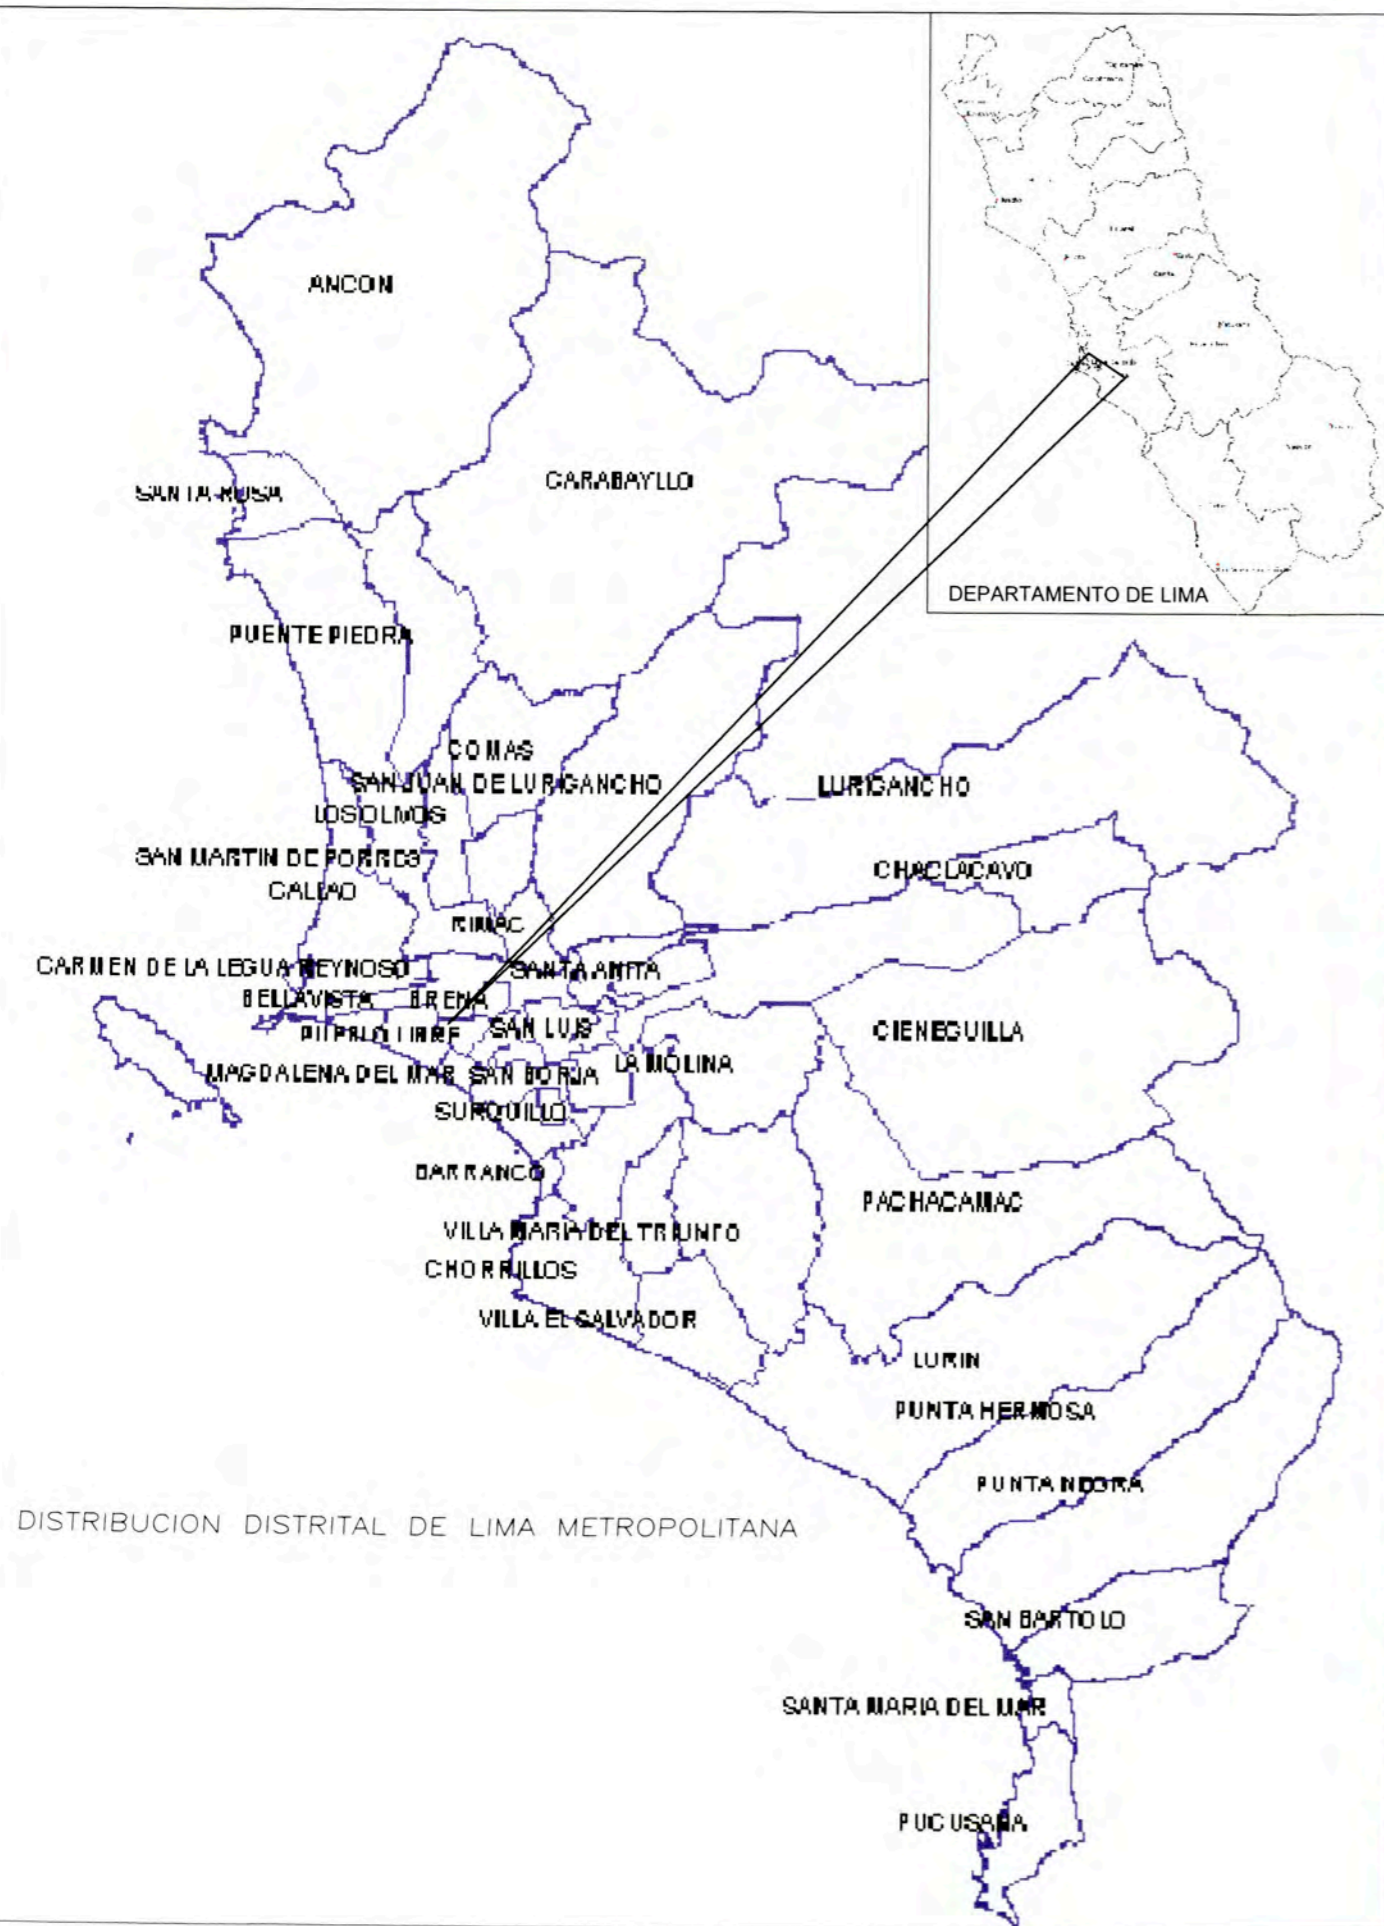 DEPARTAMENTO DE LIMA
ANCON
CARABAYLLO
SANTA ROSA
PUENTE PIEDRA
COMAS
SAN JUAN DE LURIGANCHO
LURIGANCHO
LOS OLIVOS
SAN MARTIN DE PORRES
CHACLACAYO
CALLAO
RIMAC
CARMEN DE LA LEGUA REYNOSO
SANTA ANITA
BELLAVISTA
BRENA
PUEBLO LIBRE
SAN LUIS
CIENEGUILLA
LA MOLINA
MAGDALENA DEL MAR
SAN BORJA
SURQUILLO
BARRANCO
PACHACAMAC
VILLA MARIA DEL TRIUNFO
CHORRILLOS
VILLA EL SALVADOR
LURIN
PUNTA HERMOSA
PUNTA NEGRA
DISTRIBUCION DISTRITAL DE LIMA METROPOLITANA
SAN BARTOLO
SANTA MARIA DEL MAR
PUCUSANA